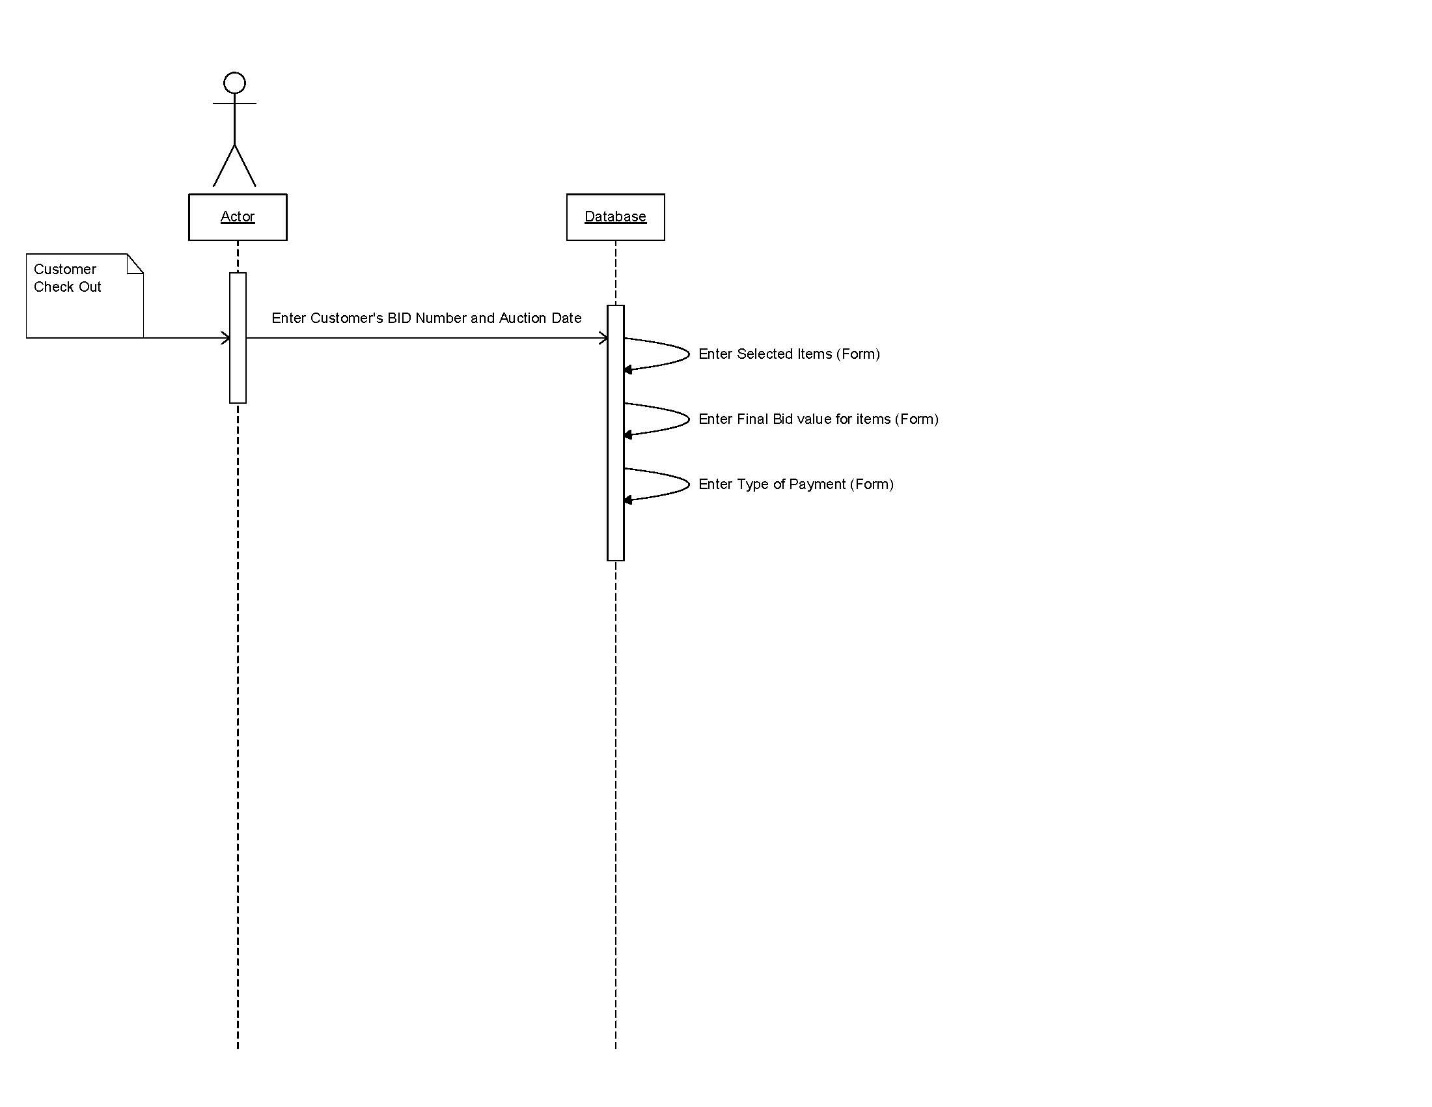 Actor
Database
Customer
Check Out
Enter Customer's BID Number and Auction Date
Enter Selected Items (Form)
Enter Final Bid value for items (Form)
Enter Type of Payment (Form)